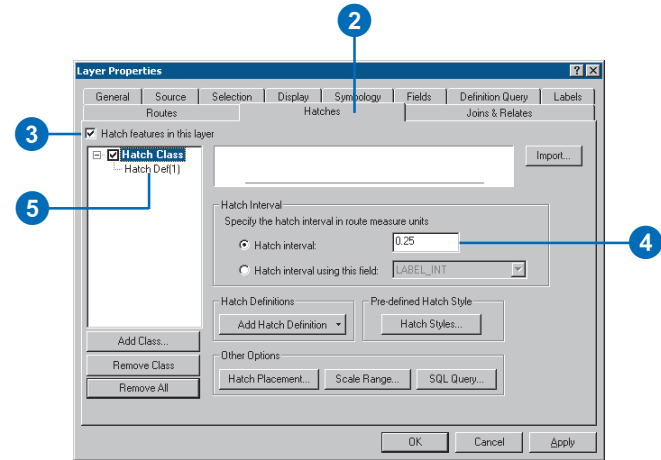 2
Layer Properties
General Source Selection Display Symbology Fields Definition Query Labels
Routes Hatches Joins & Relates
3
Hatch features in this layer
Hatch Class
Hatch Def(1)
Import...
5
Hatch Interval
Specify the hatch interval in route measure units
Hatch interval: 0.25
4
Hatch interval using this field: LABEL_INT
Hatch Definitions Pre-defined Hatch Style
Add Hatch Definition Hatch Styles...
Add Class...
Remove Class
Remove All
Other Options
Hatch Placement... Scale Range... SQL Query...
OK Cancel Apply